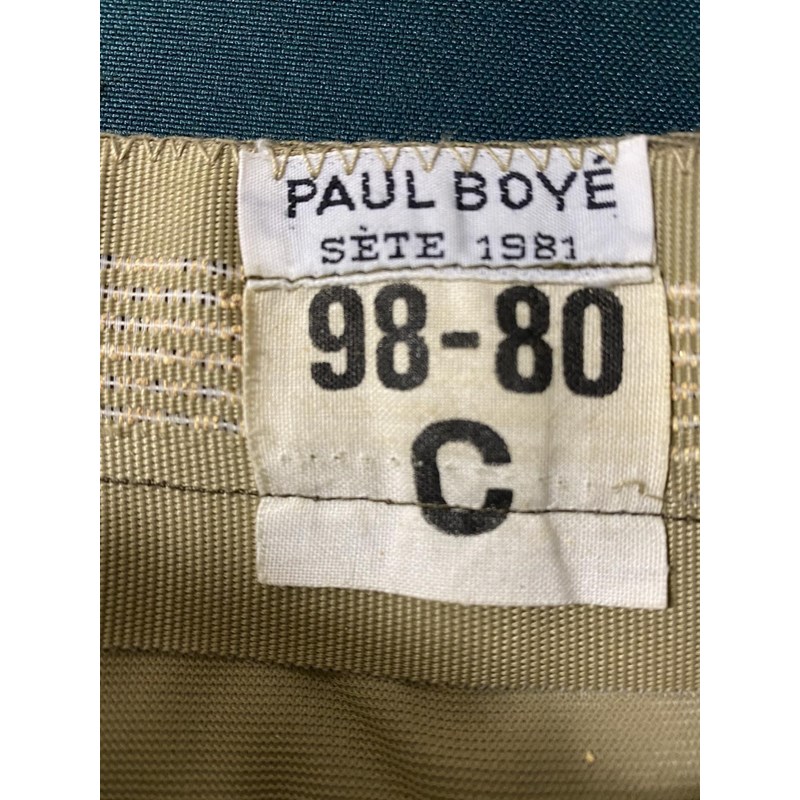 PAUL BOYÉ
SÈTE 1981
98-80
C